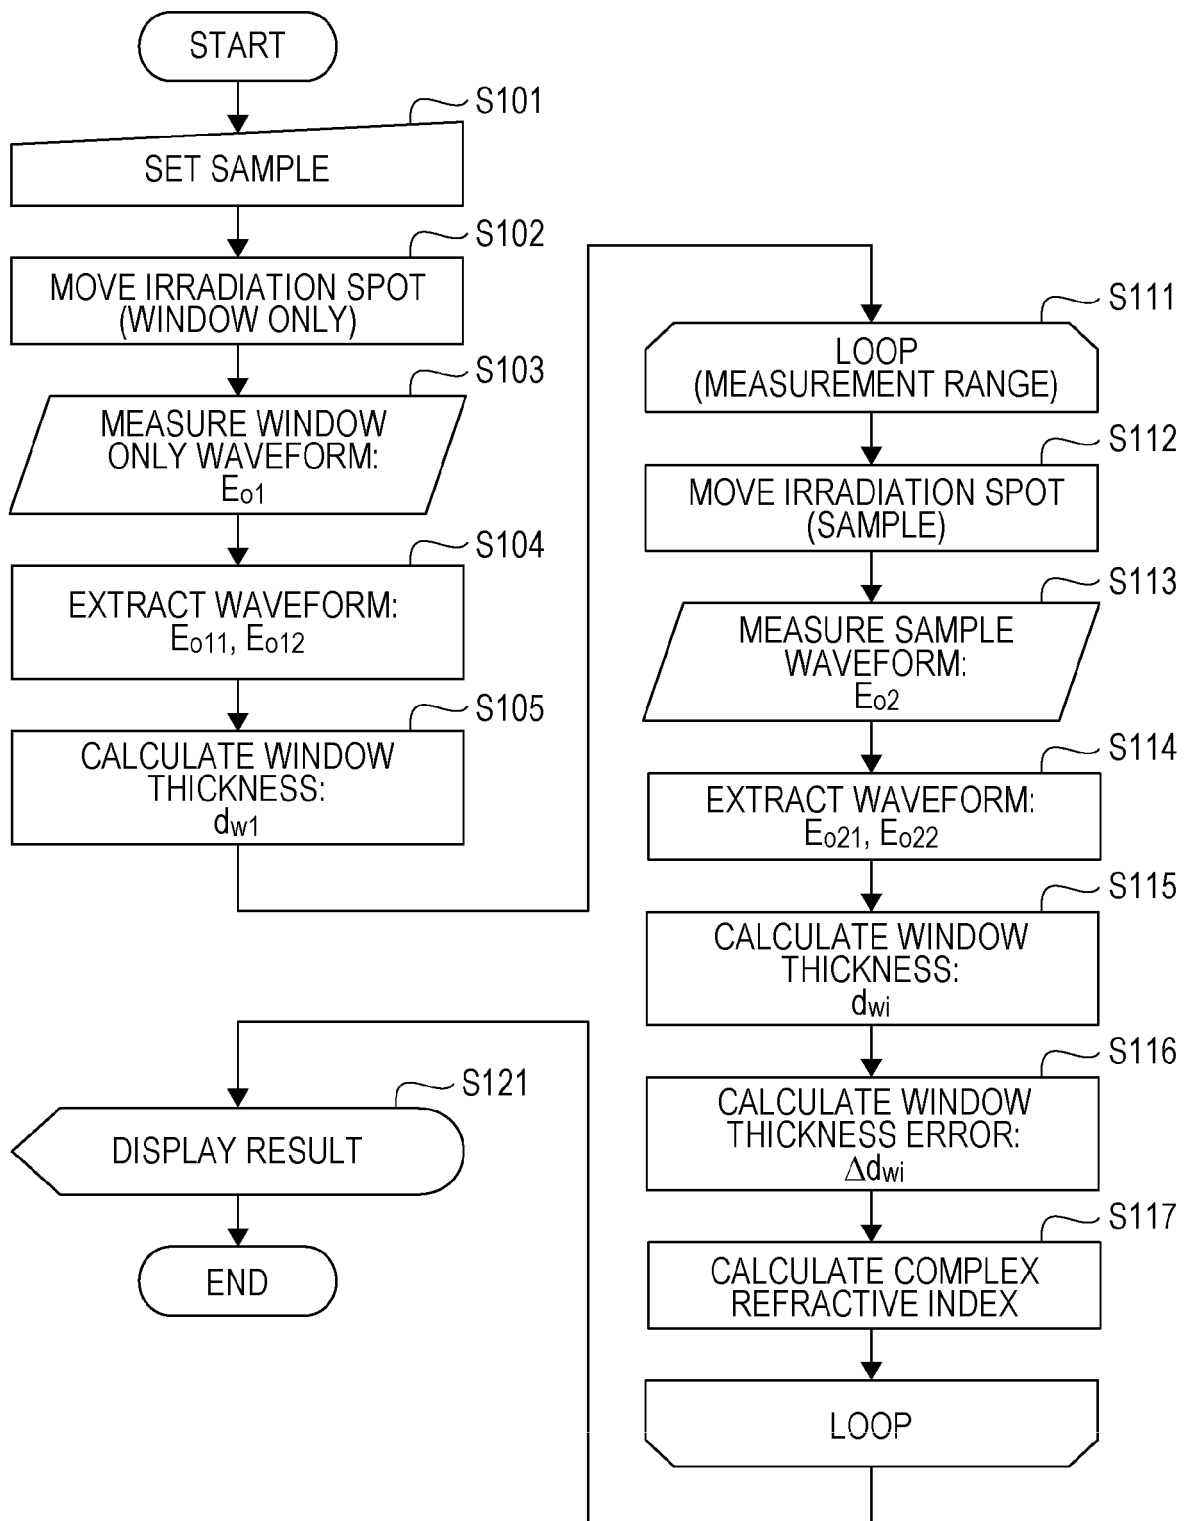 START
S101
SET SAMPLE
S102
MOVE IRRADIATION SPOT
(WINDOW ONLY)
S103
MEASURE WINDOW
ONLY WAVEFORM:
Eo1
S104
EXTRACT WAVEFORM:
Eo11, Eo12
S105
CALCULATE WINDOW
THICKNESS:
dw1
S111
LOOP
(MEASUREMENT RANGE)
S112
MOVE IRRADIATION SPOT
(SAMPLE)
S113
MEASURE SAMPLE
WAVEFORM:
Eo2
S114
EXTRACT WAVEFORM:
Eo21, Eo22
S115
CALCULATE WINDOW
THICKNESS:
dwi
S116
CALCULATE WINDOW
THICKNESS ERROR:
Δdwi
S117
CALCULATE COMPLEX
REFRACTIVE INDEX
LOOP
S121
DISPLAY RESULT
END